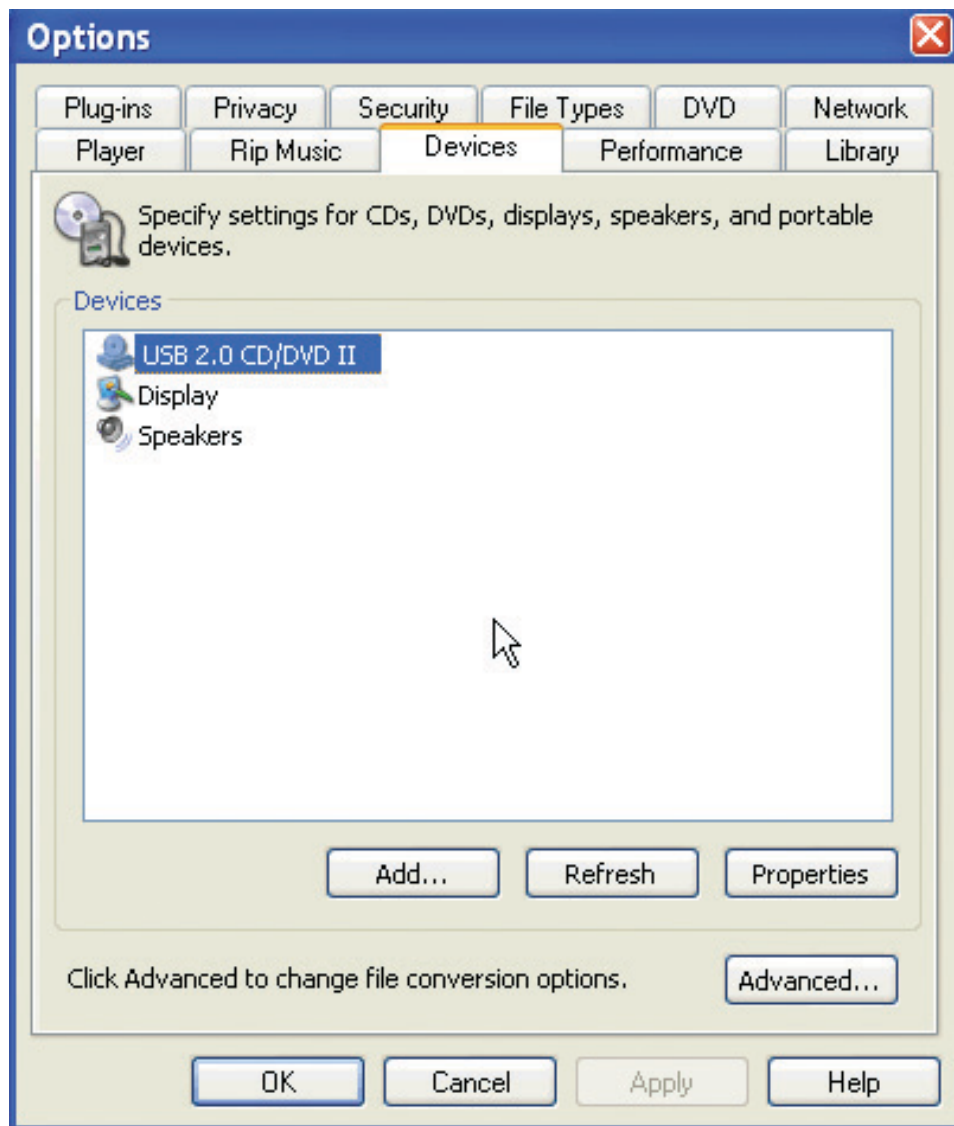 Options
Plug-ins Privacy Security File Types DVD Network
Player Rip Music Devices Performance Library
Specify settings for CDs, DVDs, displays, speakers, and portable
devices.
Devices
USB 2.0 CD/DVD II
Display
Speakers
Add... Refresh Properties
Click Advanced to change file conversion options. Advanced...
OK Cancel Apply Help